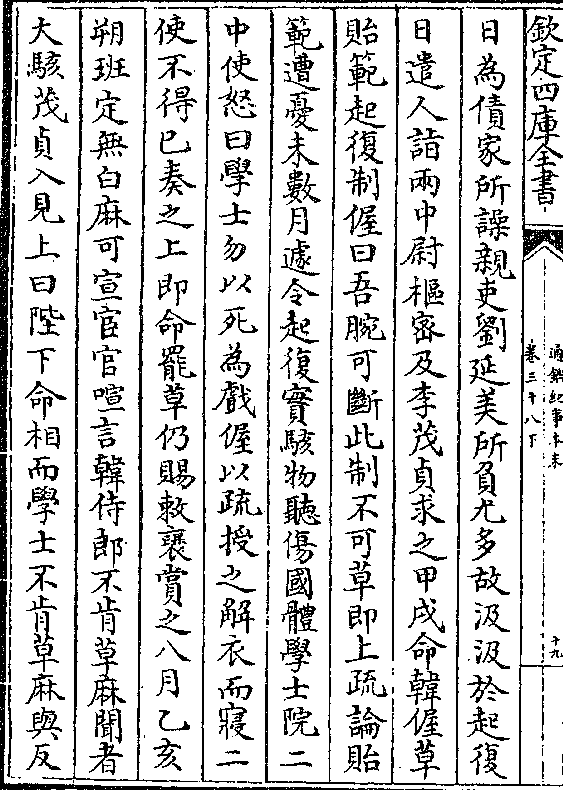 欽定四庫全書
通鑑紀事本末
卷三十八下
十九
日為債家所譟親吏劉延美所負尤多故汲汲於起復
日遣人詣兩中尉樞宻及李茂貞求之甲戌命韓偓草
貽範起復制偓曰吾腕可斷此制不可草即上疏論貽
範遭憂未數月遽令起復實駭物聽傷國體學士院二
中使怒曰學士勿以死為戲偓以疏授之解衣而寢二
使不得已奏之上即命罷草仍賜敕褒賞之八月乙亥
朔班定無白麻可宣宦官喧言韓侍郎不肯草麻聞者
大駭茂貞入見上曰陛下命相而學士不肯草麻與反